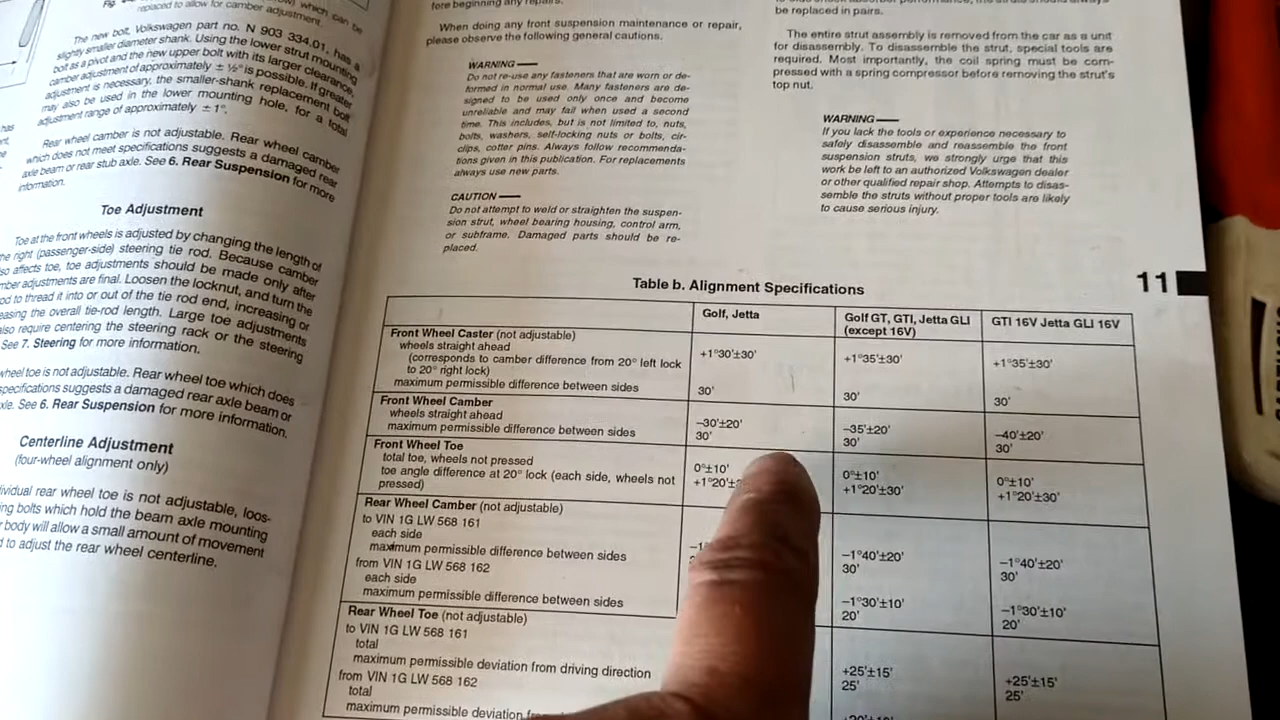 replaced to allow for camber adjustment.
The new bolt, Volkswagen part no. N 903 334.01, has a
slightly smaller diameter shank. Using the lower strut mounting
bolt as a pivot and the new upper bolt with its larger clearance,
camber adjustment of approximately ± ½° is possible. If greater
adjustment is necessary, the smaller-shank replacement bolt
may also be used in the lower mounting hole, for a total
adjustment range of approximately ± 1°.
Rear wheel camber is not adjustable. Rear wheel camber
which does not meet specifications suggests a damaged rear
axle beam or rear stub axle. See 6. Rear Suspension for more
information.
Toe Adjustment
Toe at the front wheels is adjusted by changing the length of
the right (passenger-side) steering tie rod. Because camber
also affects toe, toe adjustments should be made only after
adjustments are final. Loosen the locknut, and turn the
to thread it into or out of the tie rod end, increasing or
the overall tie-rod length. Large toe adjustments
also require centering the steering rack or the steering
See 7. Steering for more information.
wheel toe is not adjustable. Rear wheel toe which does
specifications suggests a damaged rear axle beam or
See 6. Rear Suspension for more information.
Centerline Adjustment
(four-wheel alignment only)
rear wheel toe is not adjustable, loos-
bolts which hold the beam axle mounting
body will allow a small amount of movement
to adjust the rear wheel centerline.
fore beginning any repairs.
When doing any front suspension maintenance or repair,
please observe the following general cautions.
WARNING —
Do not re-use any fasteners that are worn or de-
formed in normal use. Many fasteners are de-
signed to be used only once and become
unreliable and may fail when used a second
time. This includes, but is not limited to, nuts,
bolts, washers, self-locking nuts or bolts, cir-
clips, cotter pins. Always follow recommenda-
tions given in this publication. For replacements
always use new parts.
CAUTION —
Do not attempt to weld or straighten the suspen-
sion strut, wheel bearing housing, control arm,
or subframe. Damaged parts should be re-
placed.
be replaced in pairs.
The entire strut assembly is removed from the car as a unit
for disassembly. To disassemble the strut, special tools are
required. Most importantly, the coil spring must be com-
pressed with a spring compressor before removing the strut's
top nut.
WARNING —
If you lack the tools or experience necessary to
safely disassemble and reassemble the front
suspension struts, we strongly urge that this
work be left to an authorized Volkswagen dealer
or other qualified repair shop. Attempts to disas-
semble the struts without proper tools are likely
to cause serious injury.
11
Table b. Alignment Specifications
Golf, Jetta
Golf GT, GTI, Jetta GLI
(except 16V)
GTI 16V Jetta GLI 16V
Front Wheel Caster (not adjustable)
wheels straight ahead
(corresponds to camber difference from 20° left lock
to 20° right lock)
+1°30'±30' +1°35'±30' +1°35'±30'
maximum permissible difference between sides 30' 30' 30'
Front Wheel Camber
wheels straight ahead –30'±20' –35'±20' –40'±20'
maximum permissible difference between sides 30' 30' 30'
Front Wheel Toe
total toe, wheels not pressed 0°±10' 0°±10' 0°±10'
toe angle difference at 20° lock (each side, wheels not
pressed)
+1°20'± +1°20'±30' +1°20'±30'
Rear Wheel Camber (not adjustable)
to VIN 1G LW 568 161
each side –1°40'±20' –1°40'±20'
maximum permissible difference between sides 30' 30'
from VIN 1G LW 568 162
each side –1°30'±10' –1°30'±10'
maximum permissible difference between sides 20' 20'
Rear Wheel Toe (not adjustable)
to VIN 1G LW 568 161
total +25'±15' +25'±15'
maximum permissible deviation from driving direction 25' 25'
from VIN 1G LW 568 162
total
maximum permissible deviation